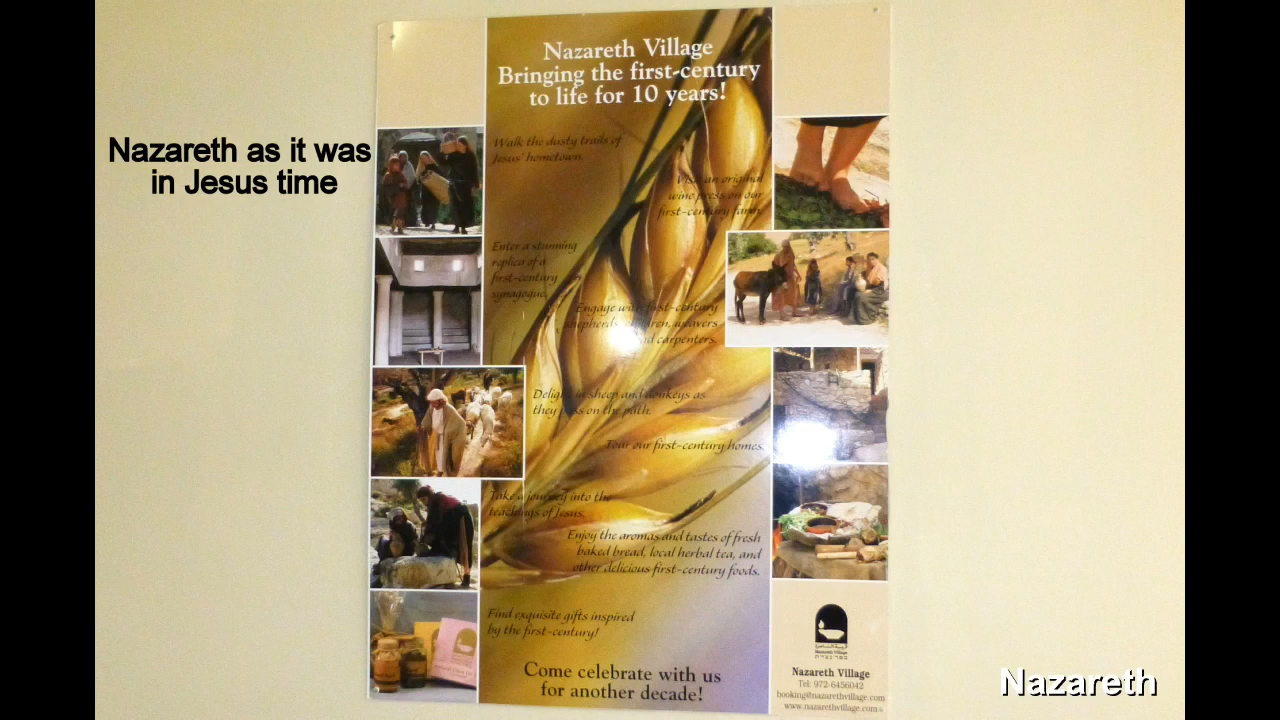 Nazareth as it was
in Jesus time
Nazareth Village
Bringing the first-century
to life for 10 years!
Walk the dusty trails of
Jesus' hometown.
Visit an original
wine press on our
first-century farm.
Enter a stunning
replica of a
first-century
synagogue.
Engage with first-century
shepherds, children, weavers
and carpenters.
Delight in sheep and donkeys as
they pass on the path.
Tour our first-century homes.
Take a journey into the
teachings of Jesus.
Enjoy the aromas and tastes of fresh
baked bread, local herbal tea, and
other delicious first-century foods.
Find exquisite gifts inspired
by the first-century!
Come celebrate with us
for another decade!
Nazareth Village
Nazareth Village
Tel: 972-6456042
booking@nazarethvillage.com
www.nazarethvillage.com
Nazareth